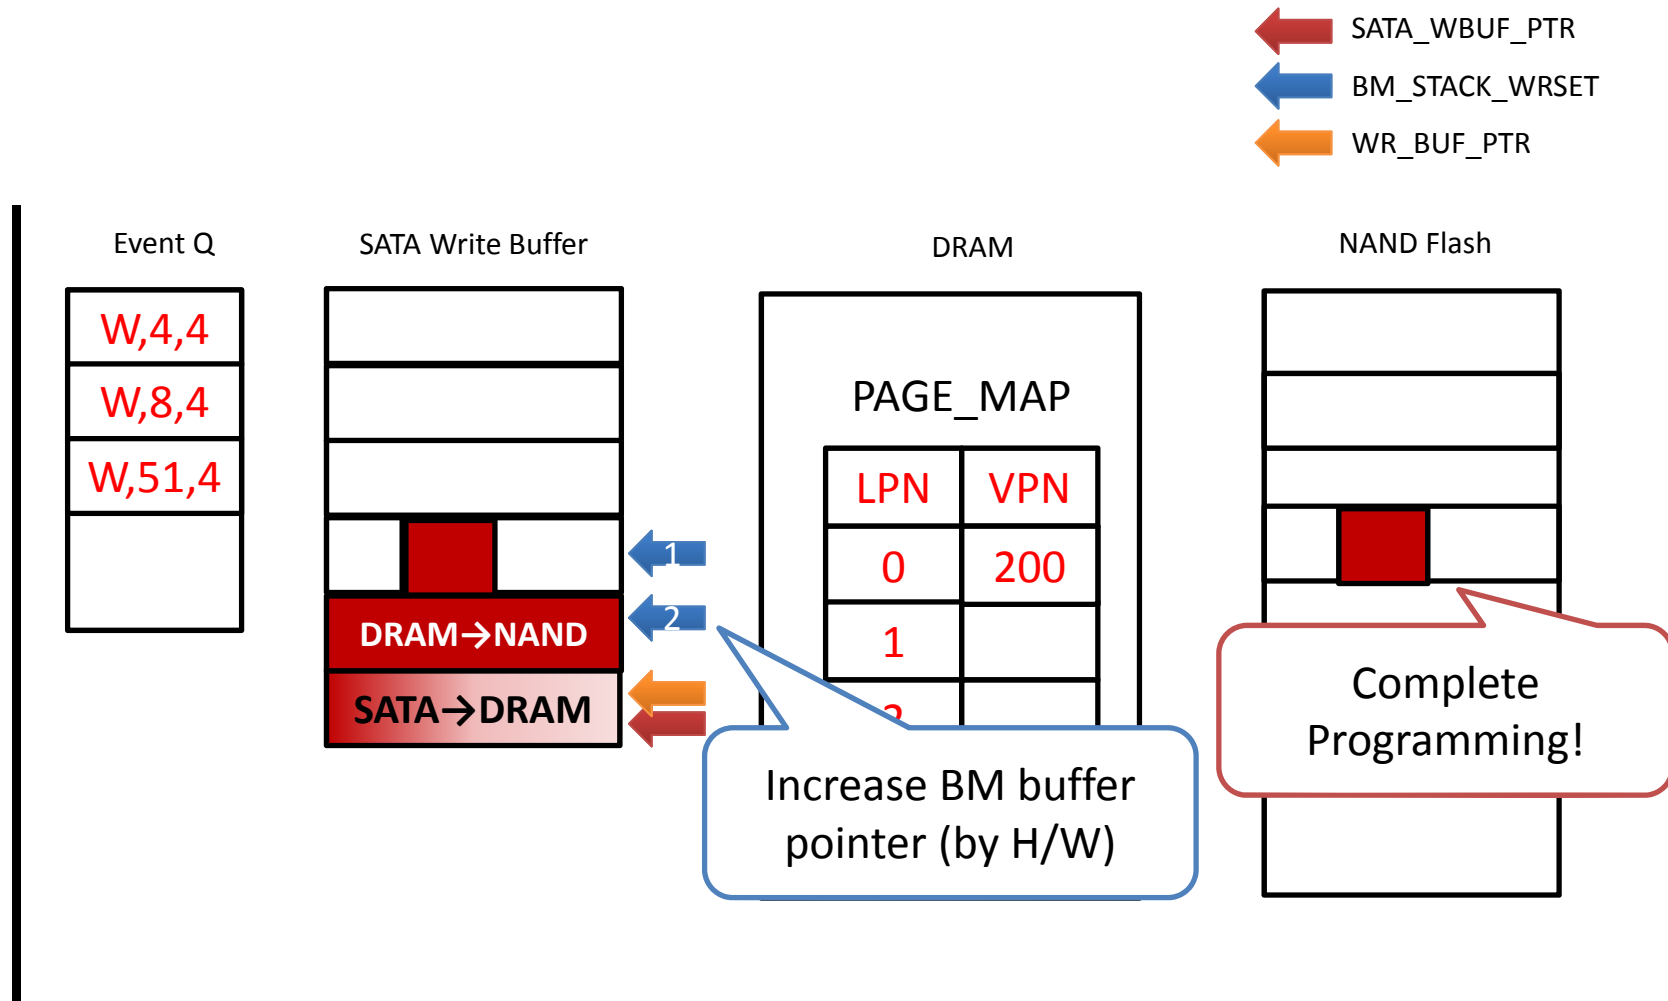 SATA_WBUF_PTR
BM_STACK_WRSET
WR_BUF_PTR
Event Q
SATA Write Buffer
DRAM
NAND Flash
W,4,4
W,8,4
W,51,4
1
2
DRAM→NAND
SATA→DRAM
PAGE_MAP
LPN VPN
0 200
1
2
Increase BM buffer
pointer (by H/W)
Complete
Programming!